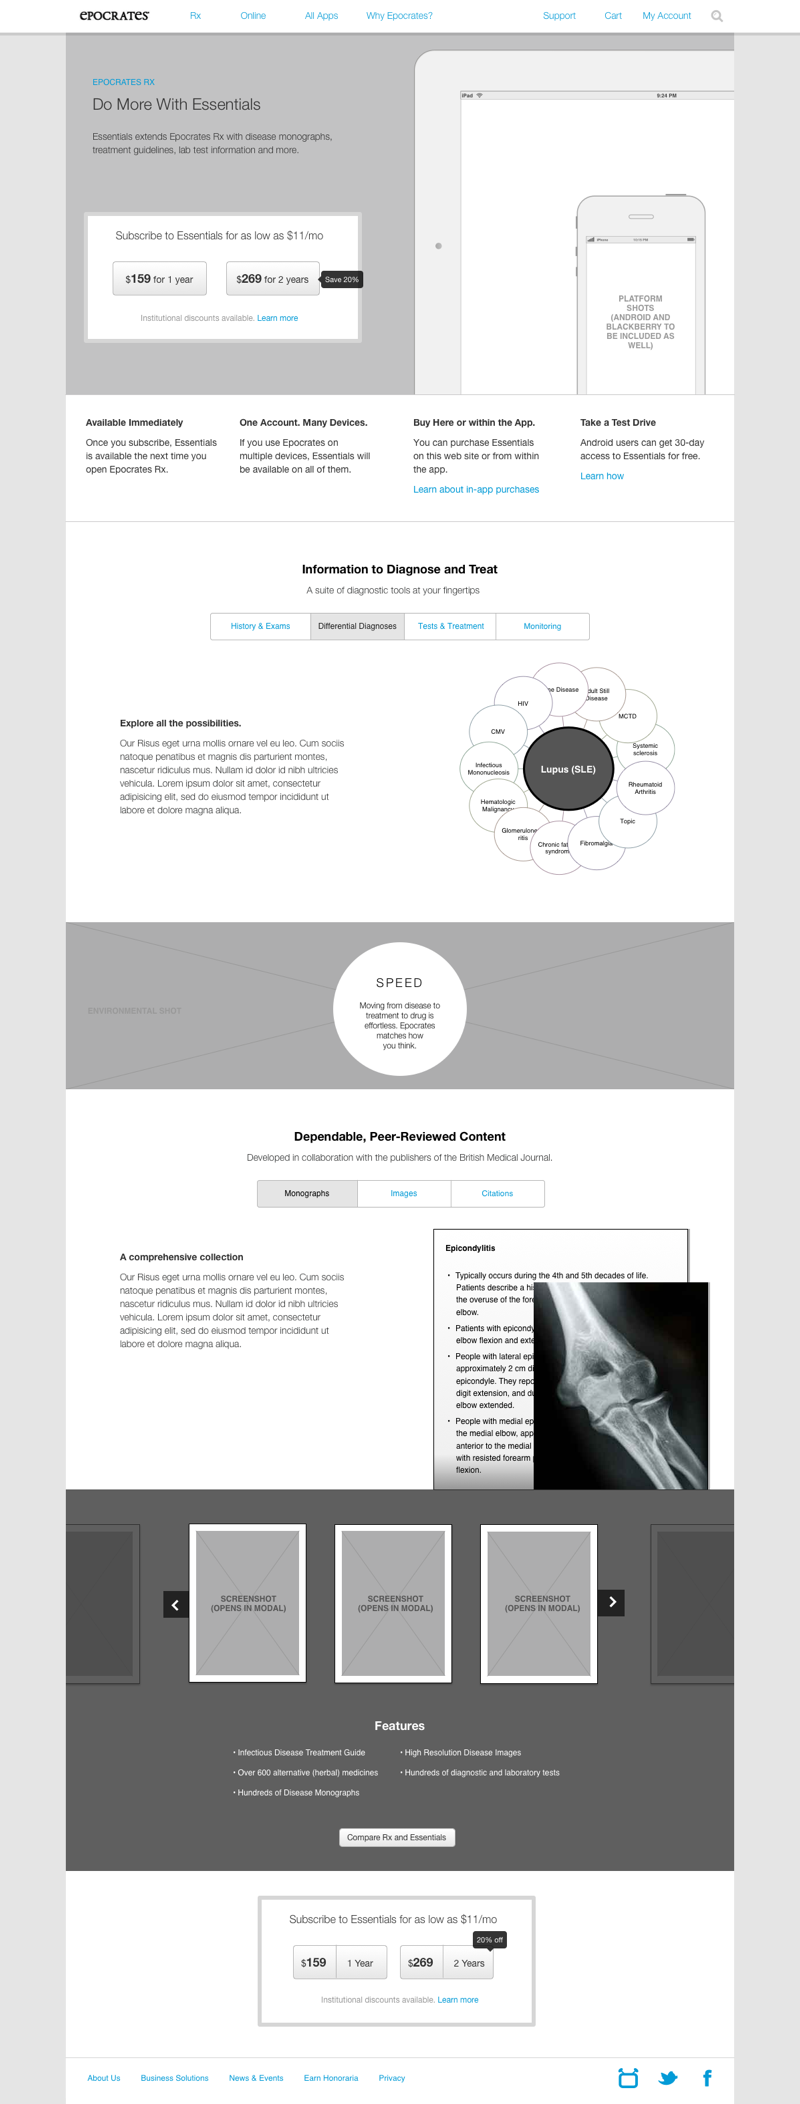 epocrates
Rx
Online
All Apps
Why Epocrates?
Support
Cart
My Account
EPOCRATES RX
Do More With Essentials
Essentials extends Epocrates Rx with disease monographs,
treatment guidelines, lab test information and more.
Subscribe to Essentials for as low as $11/mo
$159 for 1 year
$269 for 2 years
Save 20%
Institutional discounts available. Learn more
iPad
9:24 PM
iPhone
PLATFORM
SHOTS
(ANDROID AND
BLACKBERRY TO
BE INCLUDED AS
WELL)
Available Immediately
Once you subscribe, Essentials
is available the next time you
open Epocrates Rx.
One Account. Many Devices.
If you use Epocrates on
multiple devices, Essentials will
be available on all of them.
Buy Here or within the App.
You can purchase Essentials
on this web site or from within
the app.
Learn about in-app purchases
Take a Test Drive
Android users can get 30-day
access to Essentials for free.
Learn how
Information to Diagnose and Treat
A suite of diagnostic tools at your fingertips
History & Exams
Differential Diagnoses
Tests & Treatment
Monitoring
Explore all the possibilities.
Our Risus eget urna mollis ornare vel eu leo. Cum sociis
natoque penatibus et magnis dis parturient montes,
nascetur ridiculus mus. Nullam id dolor id nibh ultricies
vehicula. Lorem ipsum dolor sit amet, consectetur
adipisicing elit, sed do eiusmod tempor incididunt ut
labore et dolore magna aliqua.
Lupus (SLE)
Disease
Still
Disease
MCTD
Systemic
sclerosis
Rheumatoid
Arthritis
Topic
Fibromalgia
Chronic
syndrom
Glomerulone
ritis
Hematologic
Malignancy
Infectious
Mononucleosis
CMV
HIV
ENVIRONMENTAL SHOT
SPEED
Moving from disease to
treatment to drug is
effortless. Epocrates
matches how
you think.
Dependable, Peer-Reviewed Content
Developed in collaboration with the publishers of the British Medical Journal.
Monographs
Images
Citations
A comprehensive collection
Our Risus eget urna mollis ornare vel eu leo. Cum sociis
natoque penatibus et magnis dis parturient montes,
nascetur ridiculus mus. Nullam id dolor id nibh ultricies
vehicula. Lorem ipsum dolor sit amet, consectetur
adipisicing elit, sed do eiusmod tempor incididunt ut
labore et dolore magna aliqua.
Epicondylitis
• Typically occurs during the 4th and 5th decades of life.
Patients describe a hi
the overuse of the fore
elbow.
• Patients with epicondy
elbow flexion and exte
• People with lateral epi
approximately 2 cm di
epicondyle. They repo
digit extension, and du
elbow extended.
• People with medial ep
the medial elbow, app
anterior to the medial
with resisted forearm
flexion.
SCREENSHOT
(OPENS IN MODAL)
SCREENSHOT
(OPENS IN MODAL)
SCREENSHOT
(OPENS IN MODAL)
Features
• Infectious Disease Treatment Guide
• Over 600 alternative (herbal) medicines
• Hundreds of Disease Monographs
• High Resolution Disease Images
• Hundreds of diagnostic and laboratory tests
Compare Rx and Essentials
Subscribe to Essentials for as low as $11/mo
20% off
$159 1 Year
$269 2 Years
Institutional discounts available. Learn more
About Us
Business Solutions
News & Events
Earn Honoraria
Privacy